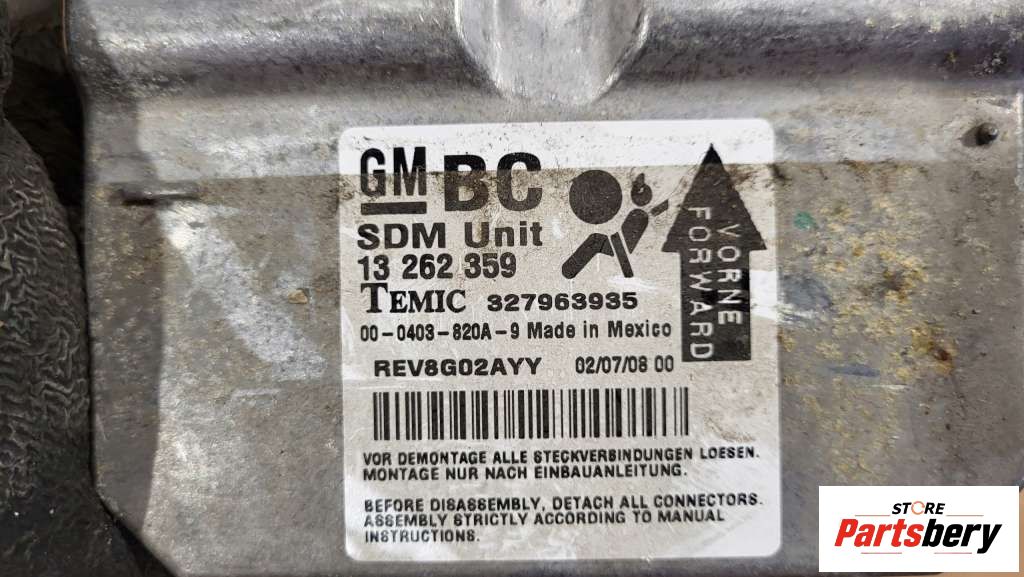 GM BC
SDM Unit
13 262 359
TEMIC 327963935
00-0403-820A-9 Made in Mexico
REV8G02AYY 02/07/08 00
VORNE
FORWARD
VOR DEMONTAGE ALLE STECKVERBINDUNGEN LOESEN.
MONTAGE NUR NACH EINBAUANLEITUNG.
BEFORE DISASSEMBLY, DETACH ALL CONNECTORS.
ASSEMBLY STRICTLY ACCORDING TO MANUAL
INSTRUCTIONS.
STORE
Partsbery